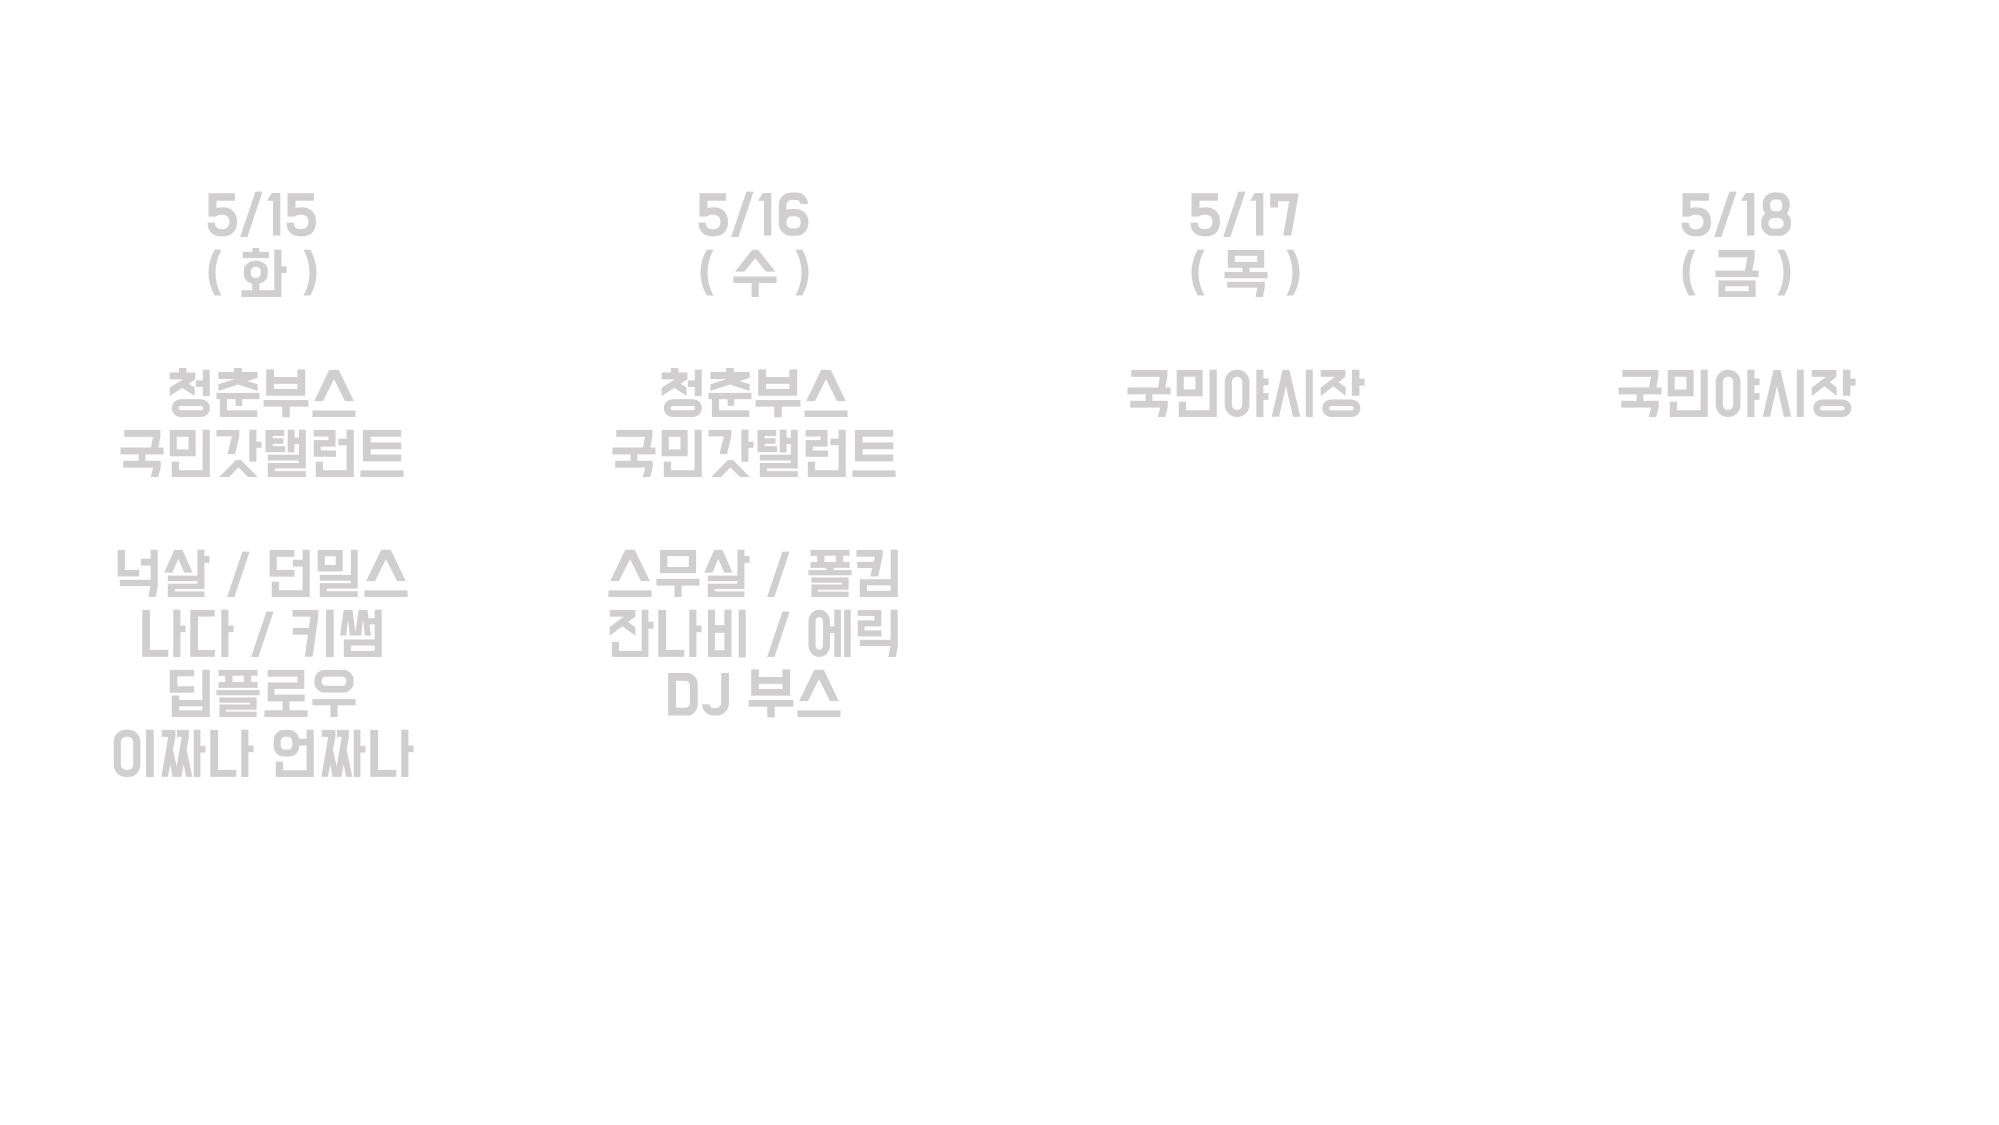 5/15
( 화 )
청춘부스
국민갓탤런트
넉살 / 던밀스
나다 / 키썸
딥플로우
이짜나 언짜나
5/16
( 수 )
청춘부스
국민갓탤런트
스무살 / 폴킴
잔나비 / 에릭
DJ 부스
5/17
( 목 )
국민야시장
5/18
( 금 )
국민야시장